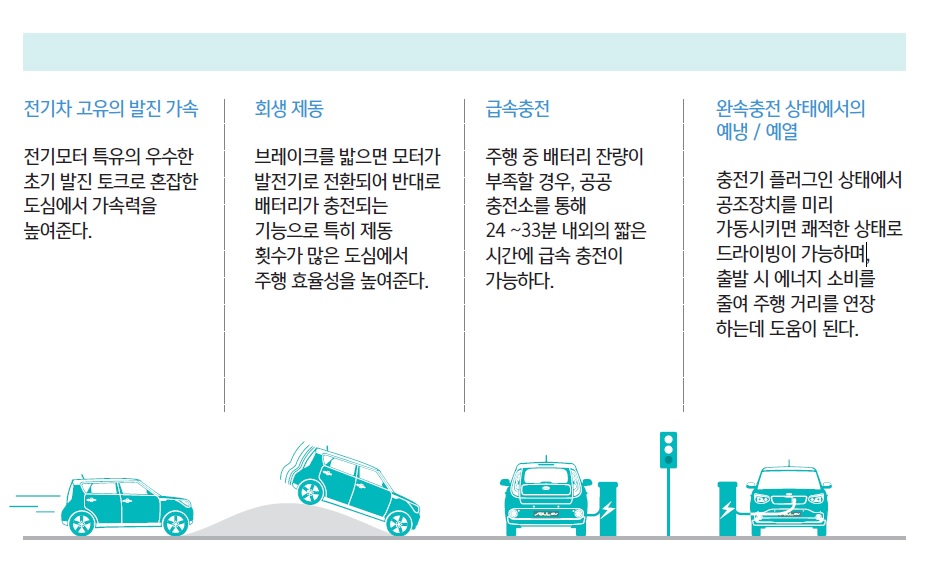 전기차 고유의 발진 가속
전기모터 특유의 우수한
초기 발진 토크로 혼잡한
도심에서 가속력을
높여준다.
회생 제동
브레이크를 밟으면 모터가
발전기로 전환되어 반대로
배터리가 충전되는
기능으로 특히 제동
횟수가 많은 도심에서
주행 효율성을 높여준다.
급속충전
주행 중 배터리 잔량이
부족할 경우, 공공
충전소를 통해
24 ~33분 내외의 짧은
시간에 급속 충전이
가능하다.
완속충전 상태에서의
예냉 / 예열
충전기 플러그인 상태에서
공조장치를 미리
가동시키면 쾌적한 상태로
드라이빙이 가능하며,
출발 시 에너지 소비를
줄여 주행 거리를 연장
하는데 도움이 된다.